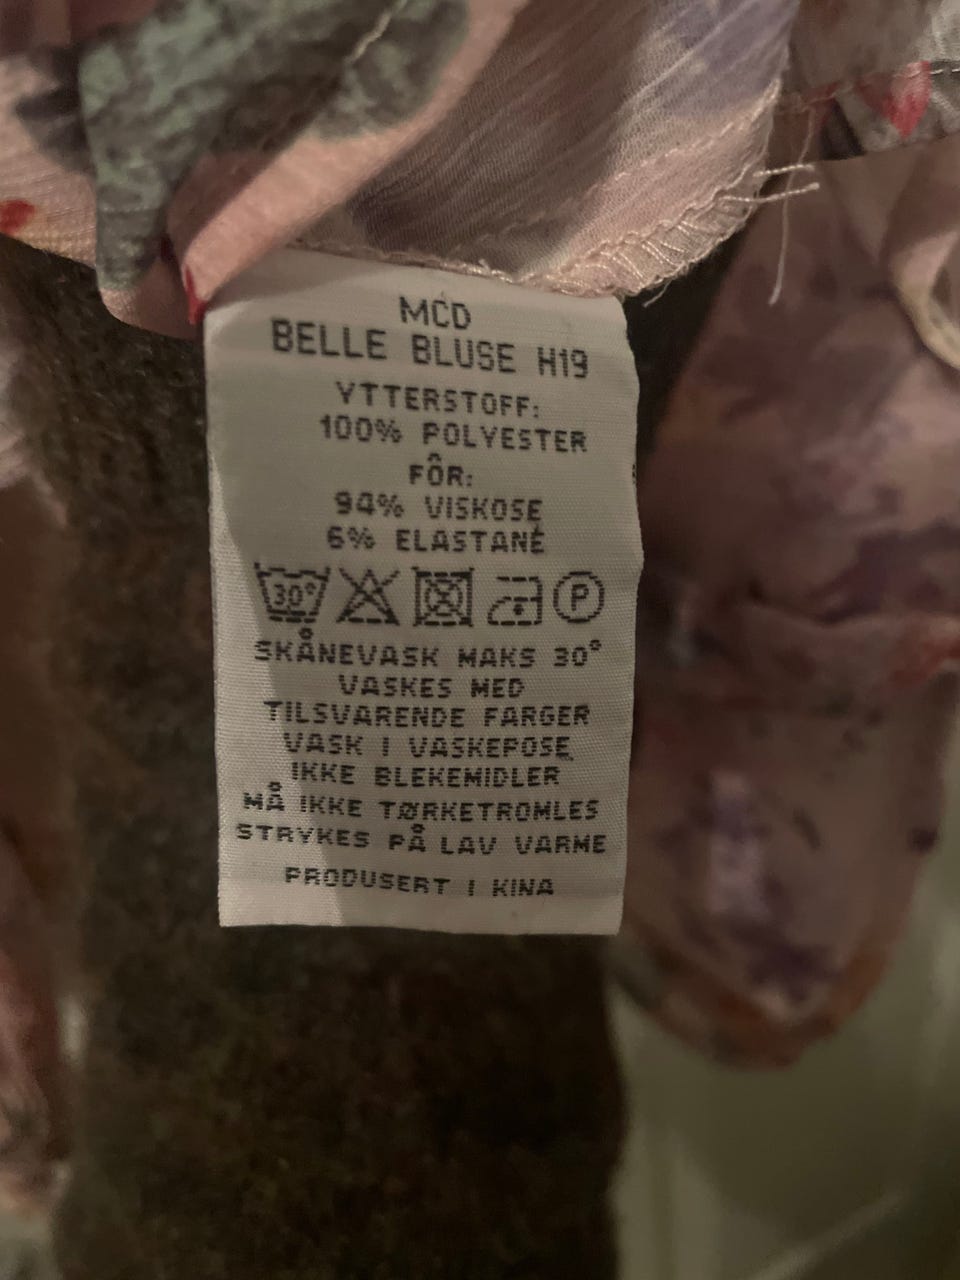 MCD
BELLE BLUSE H19
YTTERSTOFF:
100% POLYESTER
FÔR:
94% VISKOSE
6% ELASTANE
30° P
SKÅNEVASK MAKS 30°
VASKES MED
TILSVARENDE FARGER
VASK I VASKEPOSE
IKKE BLEKEMIDLER
MÅ IKKE TØRKETROMLES
STRYKES PÅ LAV VARME
PRODUSERT I KINA